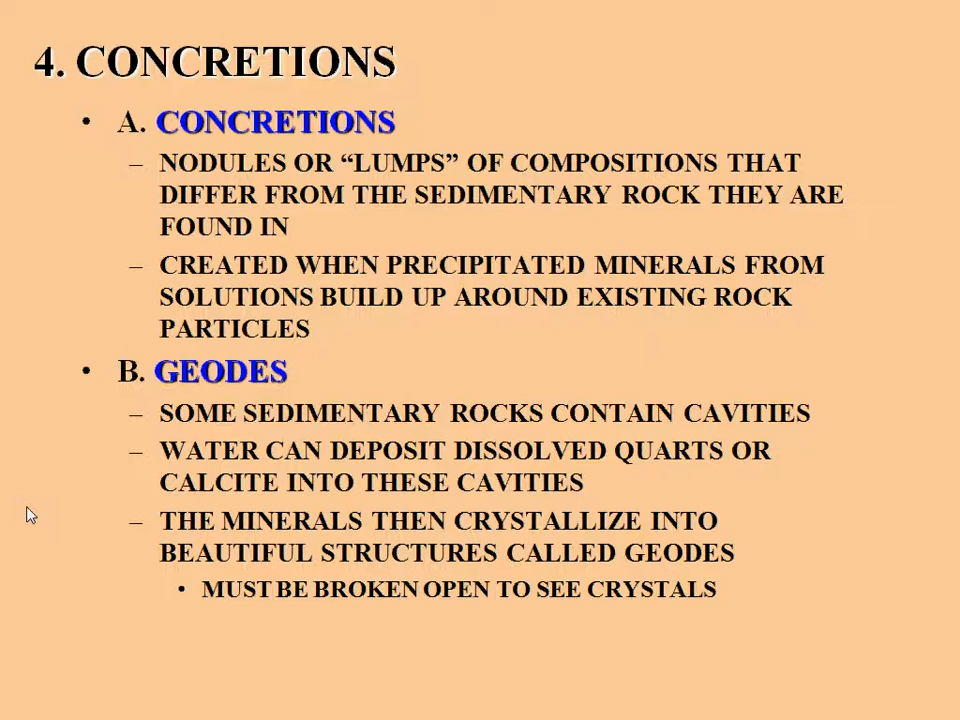 4. CONCRETIONS
• A. CONCRETIONS
– NODULES OR “LUMPS” OF COMPOSITIONS THAT
DIFFER FROM THE SEDIMENTARY ROCK THEY ARE
FOUND IN
– CREATED WHEN PRECIPITATED MINERALS FROM
SOLUTIONS BUILD UP AROUND EXISTING ROCK
PARTICLES
• B. GEODES
– SOME SEDIMENTARY ROCKS CONTAIN CAVITIES
– WATER CAN DEPOSIT DISSOLVED QUARTS OR
CALCITE INTO THESE CAVITIES
– THE MINERALS THEN CRYSTALLIZE INTO
BEAUTIFUL STRUCTURES CALLED GEODES
• MUST BE BROKEN OPEN TO SEE CRYSTALS